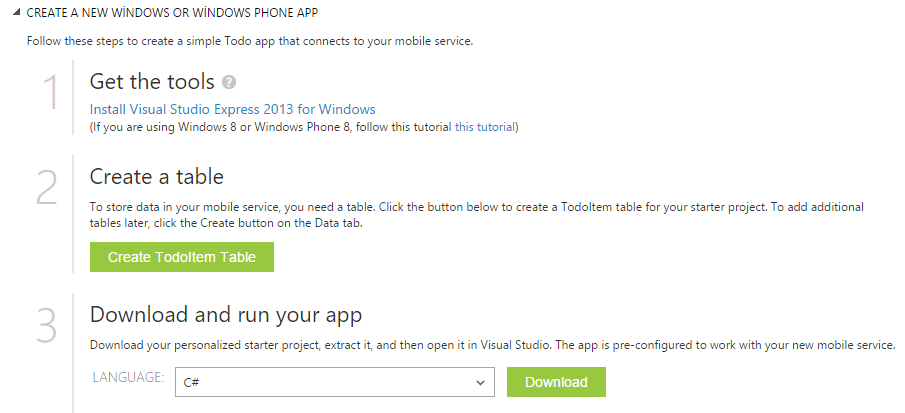 CREATE A NEW WİNDOWS OR WİNDOWS PHONE APP
Follow these steps to create a simple Todo app that connects to your mobile service.
1
Get the tools ?
Install Visual Studio Express 2013 for Windows
(If you are using Windows 8 or Windows Phone 8, follow this tutorial this tutorial)
2
Create a table
To store data in your mobile service, you need a table. Click the button below to create a TodoItem table for your starter project. To add additional
tables later, click the Create button on the Data tab.
Create TodoItem Table
3
Download and run your app
Download your personalized starter project, extract it, and then open it in Visual Studio. The app is pre-configured to work with your new mobile service.
LANGUAGE: C# Download